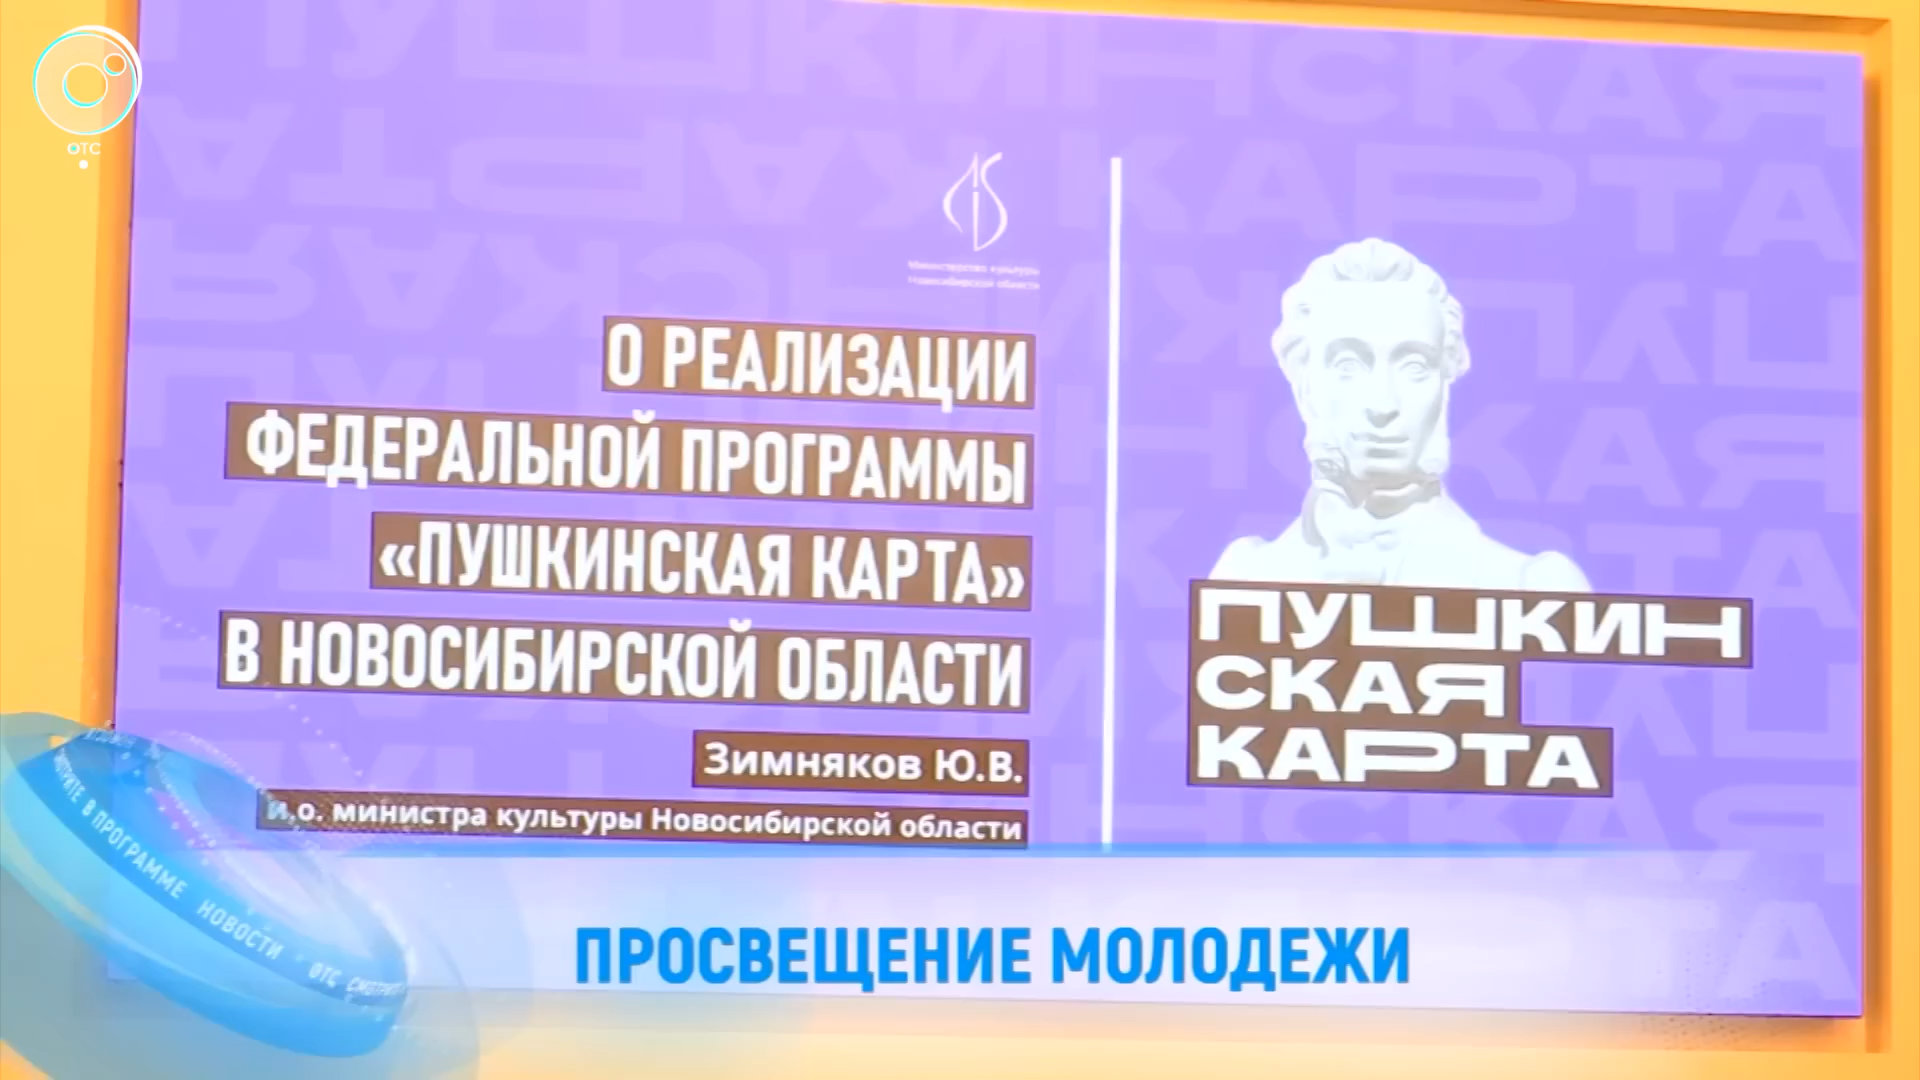 ОТС
Министерство культуры
Новосибирской области
О РЕАЛИЗАЦИИ
ФЕДЕРАЛЬНОЙ ПРОГРАММЫ
«ПУШКИНСКАЯ КАРТА»
В НОВОСИБИРСКОЙ ОБЛАСТИ
Зимняков Ю.В.
и.о. министра культуры Новосибирской области
ПУШКИН
СКАЯ
КАРТА
В ПРОГРАММЕ НОВОСТИ • ОТС
ПРОСВЕЩЕНИЕ МОЛОДЕЖИ